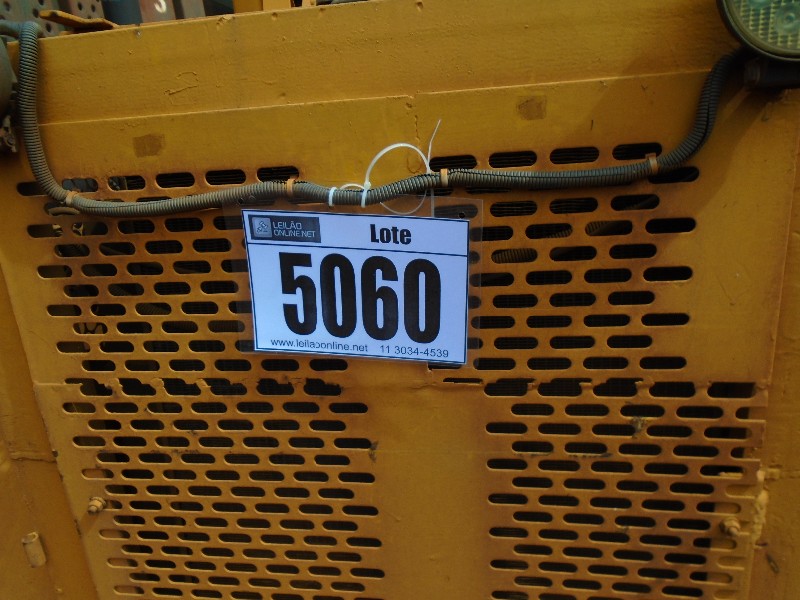 LEILÃO
ONLINE.NET
Lote
5060
www.leilaoonline.net 11 3034-4539